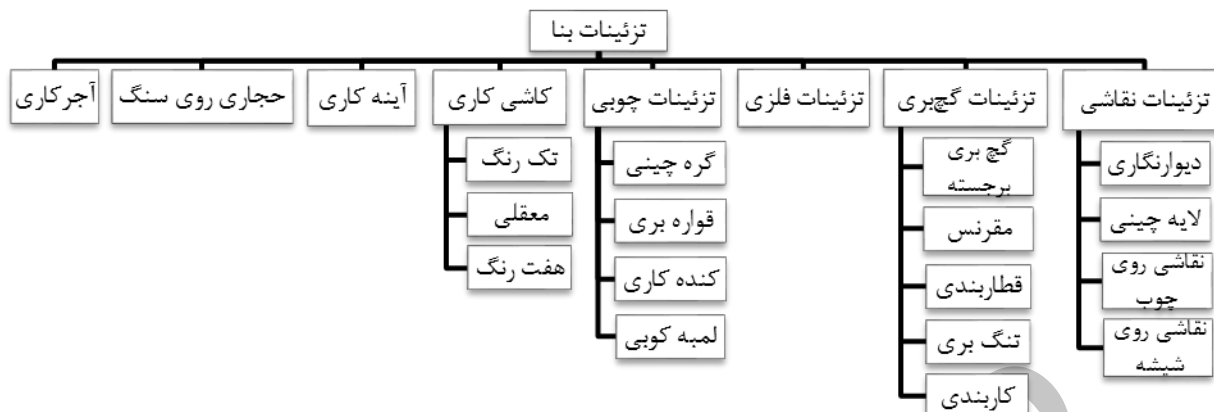 تزئینات بنا
تزئینات نقاشی
دیوارنگاری
لایه چینی
نقاشی روی
چوب
نقاشی روی
شیشه
تزئینات گچ‌بری
گچ بری
برجسته
مقرنس
قطاربندی
تنگ بری
کاربندی
تزئینات فلزی
تزئینات چوبی
گره چینی
قواره بری
کنده کاری
لمبه کوبی
کاشی کاری
تک رنگ
معقلی
هفت رنگ
آینه کاری
حجاری روی سنگ
آجرکاری